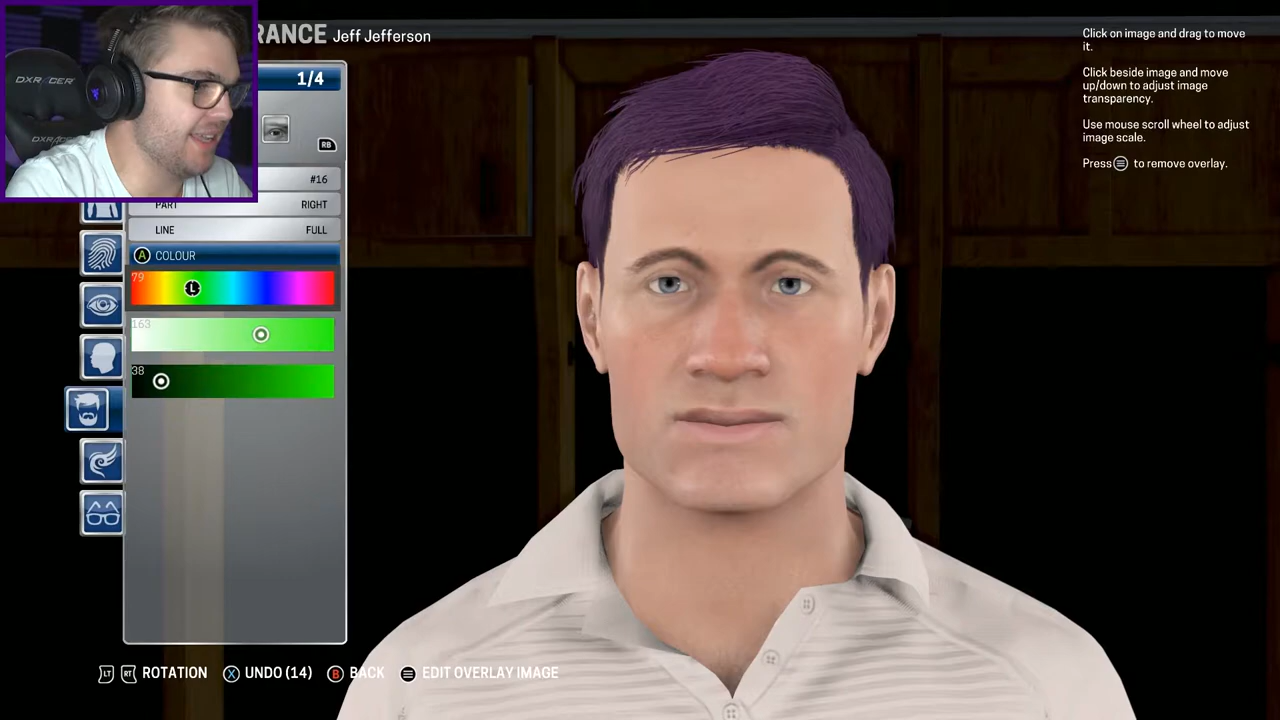 RANCE Jeff Jefferson
DXRACER
DXRACER
1/4
RB
#16
PART RIGHT
LINE FULL
A COLOUR
79
L
163
38
Click on image and drag to move
it.
Click beside image and move
up/down to adjust image
transparency.
Use mouse scroll wheel to adjust
image scale.
Press to remove overlay.
LT RT ROTATION X UNDO (14) B BACK EDIT OVERLAY IMAGE